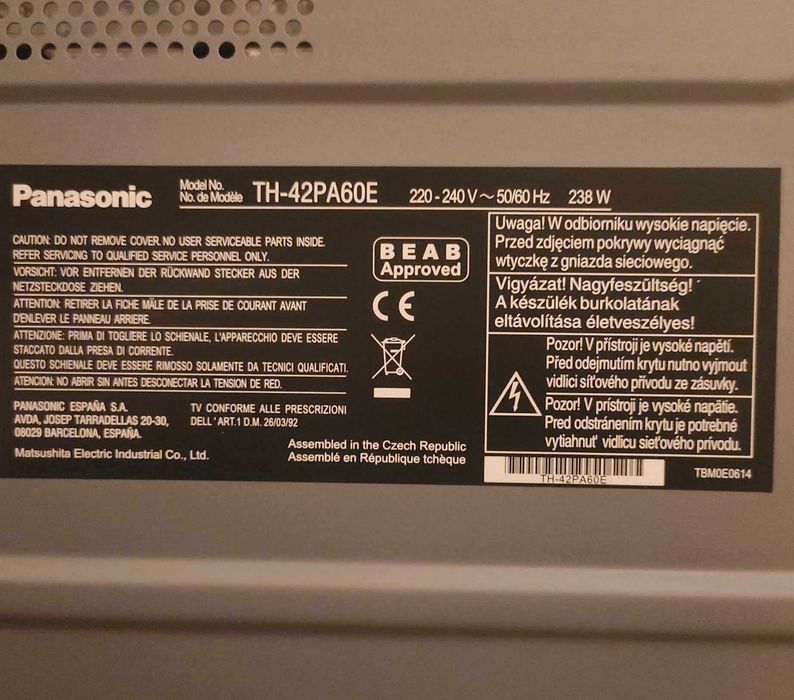 Panasonic
Model No.
No. de Modèle
TH-42PA60E
220-240 V ~ 50/60 Hz
238 W
CAUTION: DO NOT REMOVE COVER. NO USER SERVICEABLE PARTS INSIDE.
REFER SERVICING TO QUALIFIED SERVICE PERSONNEL ONLY.
VORSICHT: VOR ENTFERNEN DER RÜCKWAND STECKER AUS DER
NETZSTECKDOSE ZIEHEN.
ATTENTION: RETIRER LA FICHE MÂLE DE LA PRISE DE COURANT AVANT
D'ENLEVER LE PANNEAU ARRIERE.
ATTENZIONE: PRIMA DI TOGLIERE LO SCHIENALE, L'APPARECCHIO DEVE ESSERE
STACCATO DALLA PRESA DI CORRENTE.
QUESTO SCHIENALE DEVE ESSERE RIMOSSO SOLAMENTE DA TECNICI QUALIFICATI.
ATENCION: NO ABRIR SIN ANTES DESCONECTAR LA TENSION DE RED.
PANASONIC ESPAÑA S.A.
AVDA, JOSEP TARRADELLAS 20-30,
08029 BARCELONA, ESPAÑA.
TV CONFORME ALLE PRESCRIZIONI
DELL' ART.1 D.M. 26/03/92
Matsushita Electric Industrial Co., Ltd.
Assembled in the Czech Republic
Assemblé en République tchèque
BEAB
Approved
CE
Uwaga! W odbiorniku wysokie napięcie.
Przed zdjęciem pokrywy wyciągnąć
wtyczkę z gniazda sieciowego.
Vigyázat! Nagyfeszültség!
A készülék burkolatának
eltávolítása életveszélyes!
Pozor! V přístroji je vysoké napětí.
Před odejmutím krytu nutno vyjmout
vidlici síťového přívodu ze zásuvky.
Pozor! V prístroji je vysoké napätie.
Pred odstránením krytu je potrebné
vytiahnut' vidlicu sieťového prívodu.
TH-42PA60E
TBM0E0614